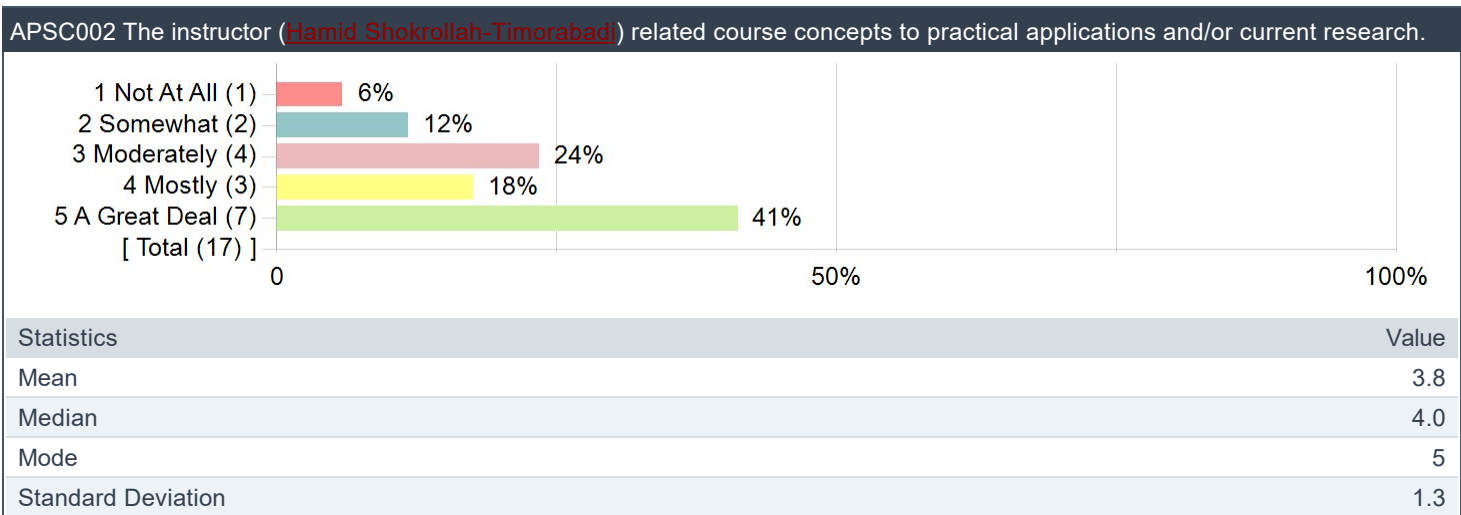 APSC002 The instructor (Hamid Shokrollah-Timorabadi) related course concepts to practical applications and/or current research.
1 Not At All (1) 6%
2 Somewhat (2) 12%
3 Moderately (4) 24%
4 Mostly (3) 18%
5 A Great Deal (7) 41%
[ Total (17) ]
0 50% 100%
Statistics Value
Mean 3.8
Median 4.0
Mode 5
Standard Deviation 1.3